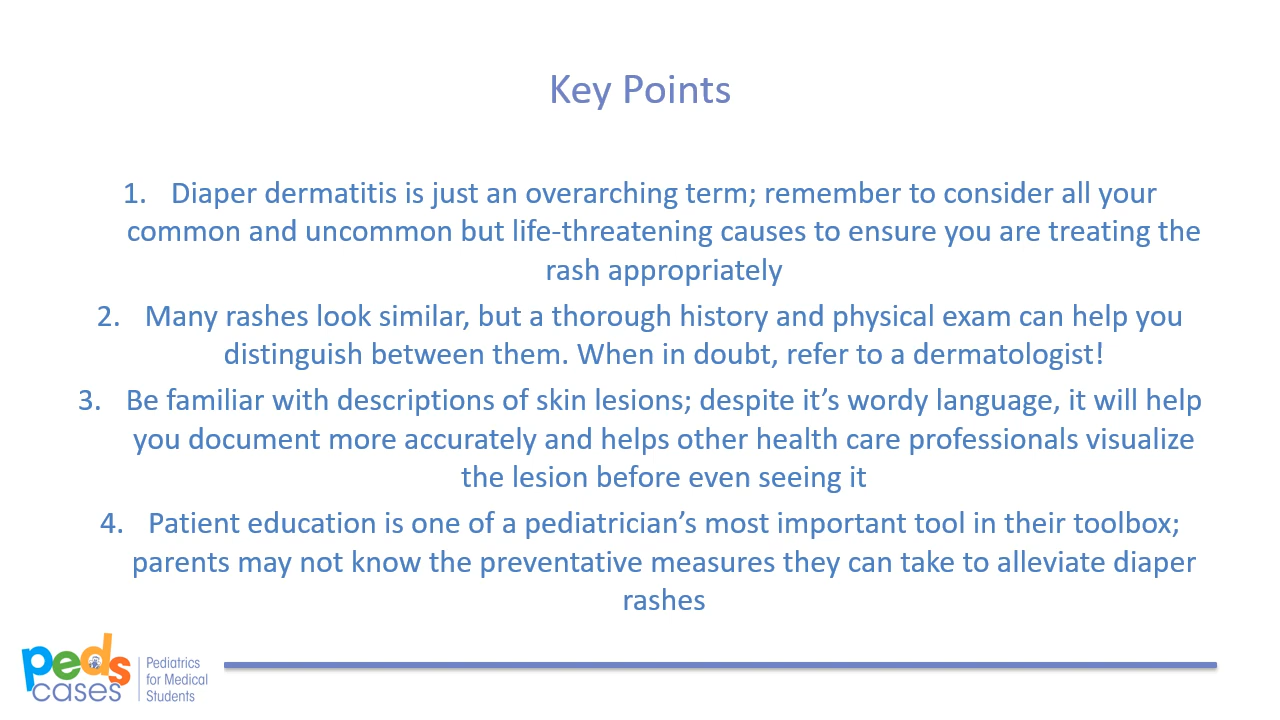 Key Points
1. Diaper dermatitis is just an overarching term; remember to consider all your
common and uncommon but life-threatening causes to ensure you are treating the
rash appropriately
2. Many rashes look similar, but a thorough history and physical exam can help you
distinguish between them. When in doubt, refer to a dermatologist!
3. Be familiar with descriptions of skin lesions; despite it’s wordy language, it will help
you document more accurately and helps other health care professionals visualize
the lesion before even seeing it
4. Patient education is one of a pediatrician’s most important tool in their toolbox;
parents may not know the preventative measures they can take to alleviate diaper
rashes
peds
cases
Pediatrics
for Medical
Students